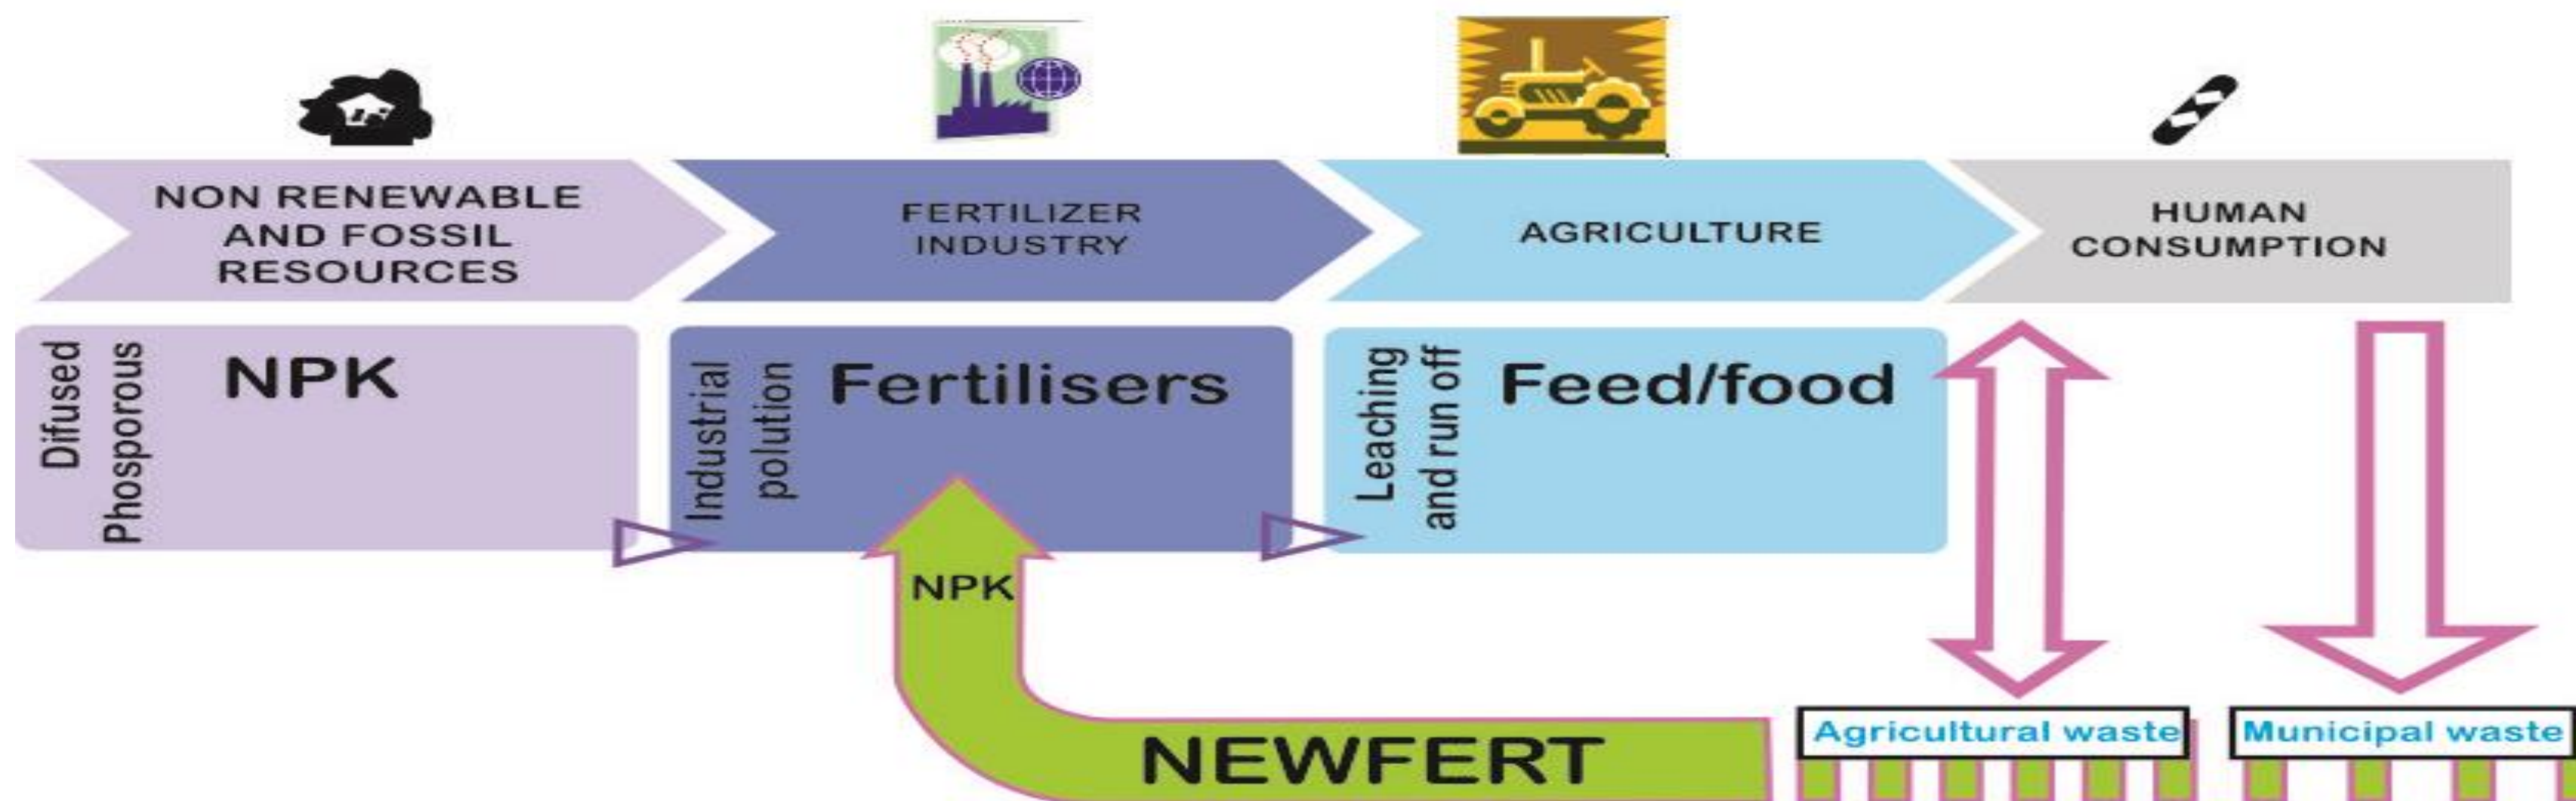 NON RENEWABLE
AND FOSSIL
RESOURCES
FERTILIZER
INDUSTRY
AGRICULTURE
HUMAN
CONSUMPTION
Difused
Phosporous
NPK
Industrial
polution
Fertilisers
Leaching
and run off
Feed/food
NPK
NEWFERT
Agricultural waste
Municipal waste